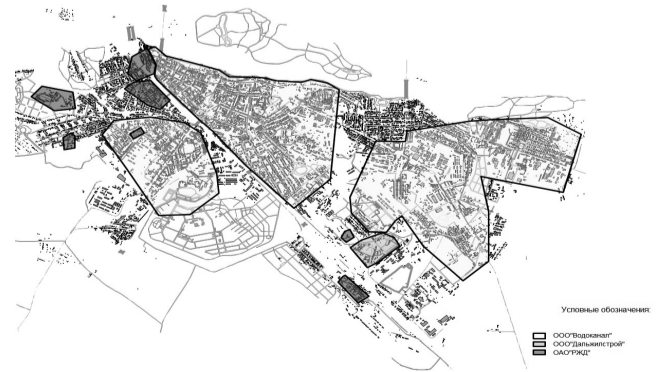 Условные обозначения:
ООО"Водоканал"
ООО"Дальжилстрой"
ОАО"РЖД"